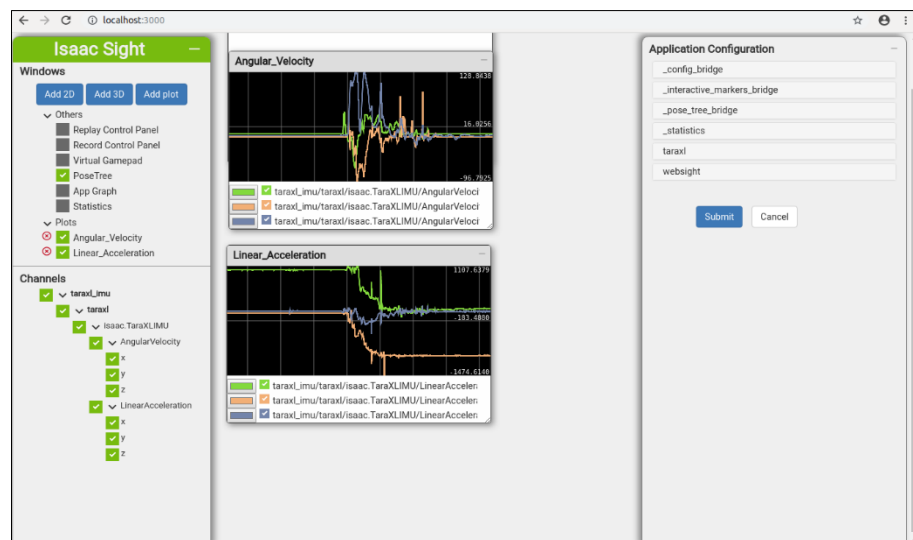 localhost:3000
Isaac Sight
Windows
Add 2D
Add 3D
Add plot
Others
Replay Control Panel
Record Control Panel
Virtual Gamepad
PoseTree
App Graph
Statistics
Plots
Angular_Velocity
Linear_Acceleration
Channels
taraxl_imu
taraxl
isaac.TaraXLIMU
AngularVelocity
x
y
z
LinearAcceleration
x
y
z
Angular_Velocity
128.8438
16.0256
-96.7925
taraxl_imu/taraxl/isaac.TaraXLIMU/AngularVeloci
taraxl_imu/taraxl/isaac.TaraXLIMU/AngularVeloci
taraxl_imu/taraxl/isaac.TaraXLIMU/AngularVeloci
Linear_Acceleration
1107.6379
-183.4880
-1474.6140
taraxl_imu/taraxl/isaac.TaraXLIMU/LinearAcceler
taraxl_imu/taraxl/isaac.TaraXLIMU/LinearAcceler
taraxl_imu/taraxl/isaac.TaraXLIMU/LinearAcceler
Application Configuration
_config_bridge
_interactive_markers_bridge
_pose_tree_bridge
_statistics
taraxl
websight
Submit
Cancel